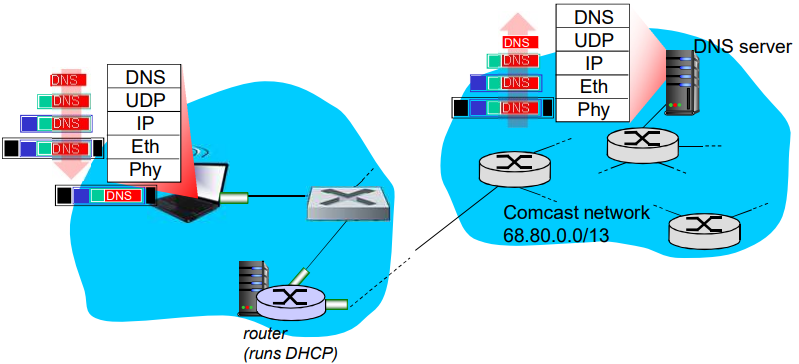 DNS
DNS
DNS
DNS
DNS
DNS
UDP
IP
Eth
Phy
DNS
DNS
DNS
DNS
DNS
UDP
IP
Eth
Phy
DNS server
Comcast network
68.80.0.0/13
router
(runs DHCP)